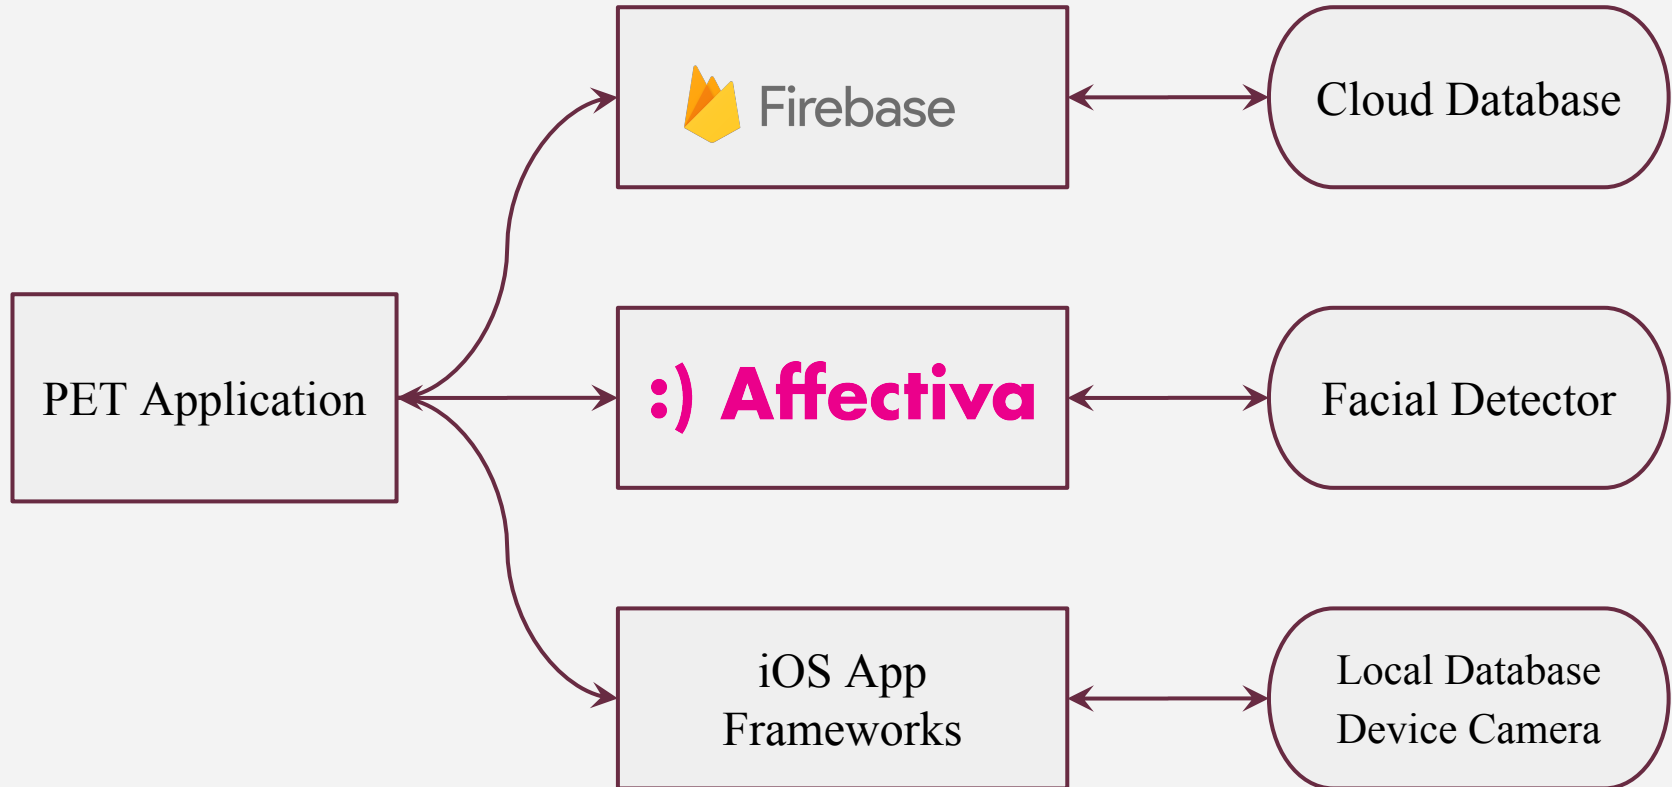 Firebase
Cloud Database
PET Application
:) Affectiva
Facial Detector
iOS App
Frameworks
Local Database
Device Camera